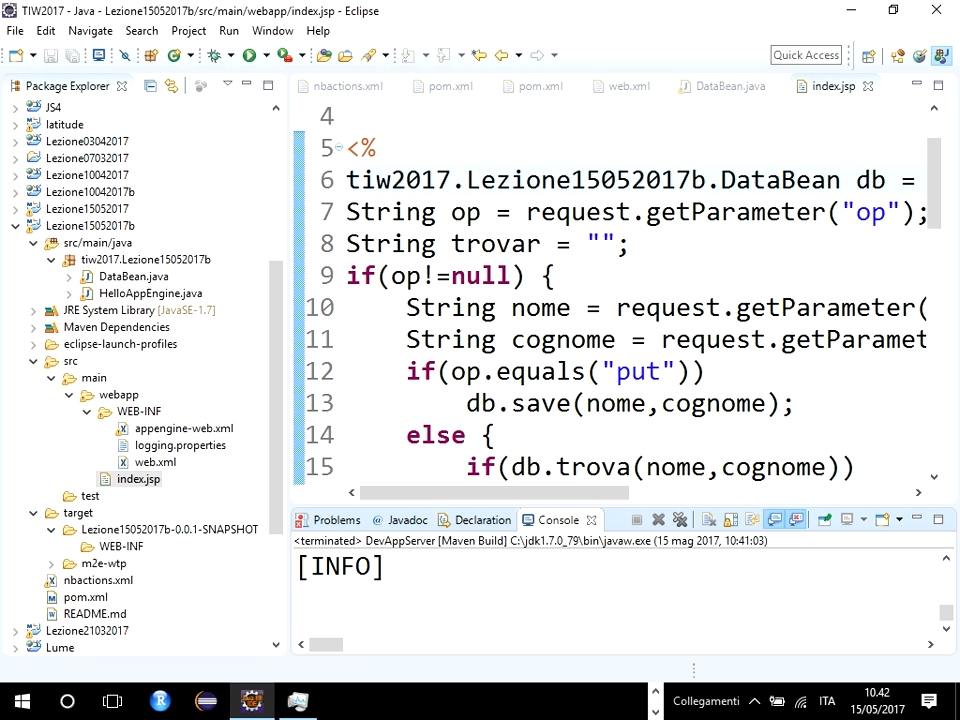 TIW2017 - Java - Lezione15052017b/src/main/webapp/index.jsp - Eclipse
File Edit Navigate Search Project Run Window Help
Quick Access
Package Explorer
JS4
latitude
Lezione03042017
Lezione07032017
Lezione10042017
Lezione10042017b
Lezione15052017
Lezione15052017b
src/main/java
tiw2017.Lezione15052017b
DataBean.java
HelloAppEngine.java
JRE System Library [JavaSE-1.7]
Maven Dependencies
eclipse-launch-profiles
src
main
webapp
WEB-INF
appengine-web.xml
logging.properties
web.xml
index.jsp
test
target
Lezione15052017b-0.0.1-SNAPSHOT
WEB-INF
m2e-wtp
nbactions.xml
pom.xml
README.md
Lezione21032017
Lume
nbactions.xml pom.xml pom.xml web.xml DataBean.java index.jsp
4
5 <%
6 tiw2017.Lezione15052017b.DataBean db =
7 String op = request.getParameter("op");
8 String trovar = "";
9 if(op!=null) {
10 String nome = request.getParameter(
11 String cognome = request.getParamet
12 if(op.equals("put"))
13 db.save(nome,cognome);
14 else {
15 if(db.trova(nome,cognome))
Problems @ Javadoc Declaration Console
<terminated> DevAppServer [Maven Build] C:\jdk1.7.0_79\bin\javaw.exe (15 mag 2017, 10:41:03)
[INFO]
Collegamenti ITA 10.42
15/05/2017